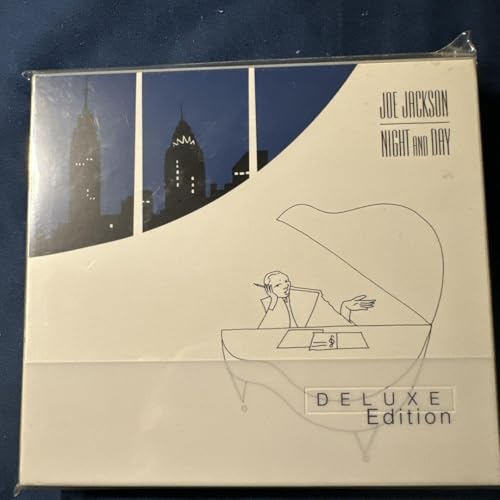 JOE JACKSON
NIGHT AND DAY
DELUXE
Edition